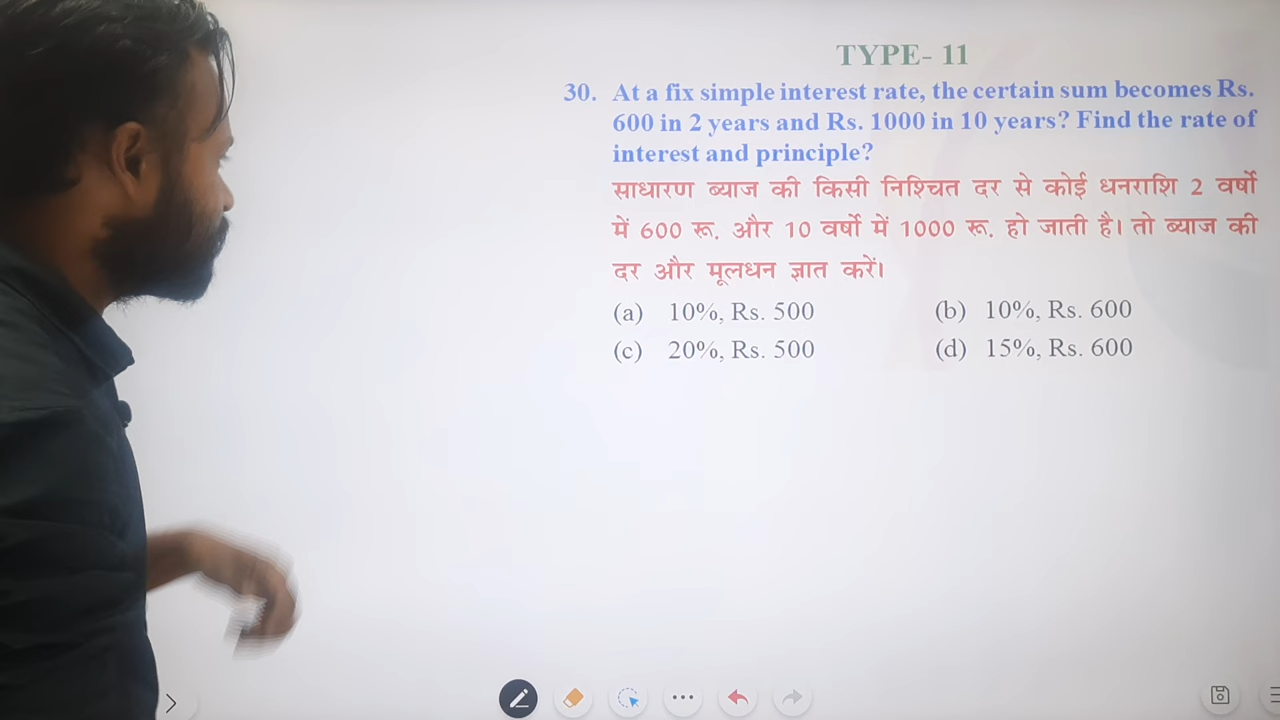 TYPE- 11
30. At a fix simple interest rate, the certain sum becomes Rs.
600 in 2 years and Rs. 1000 in 10 years? Find the rate of
interest and principle?
साधारण ब्याज की किसी निश्चित दर से कोई धनराशि 2 वर्षों
में 600 रू. और 10 वर्षों में 1000 रू. हो जाती है। तो ब्याज की
दर और मूलधन ज्ञात करें।
(a) 10%, Rs. 500 (b) 10%, Rs. 600
(c) 20%, Rs. 500 (d) 15%, Rs. 600